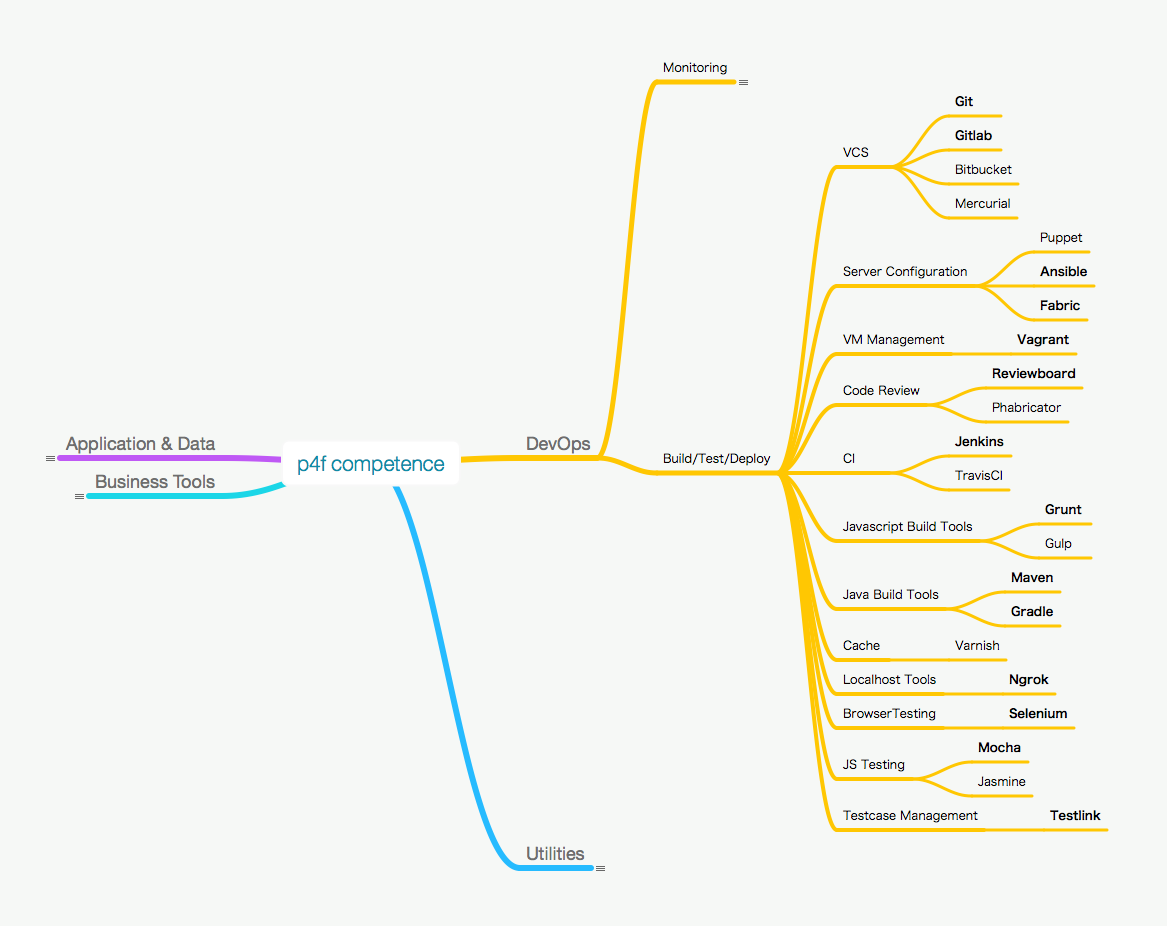 p4f competence
Application & Data
Business Tools
DevOps
Monitoring
Build/Test/Deploy
VCS
Git
Gitlab
Bitbucket
Mercurial
Server Configuration
Puppet
Ansible
Fabric
VM Management
Vagrant
Code Review
Reviewboard
Phabricator
CI
Jenkins
TravisCI
Javascript Build Tools
Grunt
Gulp
Java Build Tools
Maven
Gradle
Cache
Varnish
Localhost Tools
Ngrok
BrowserTesting
Selenium
JS Testing
Mocha
Jasmine
Testcase Management
Testlink
Utilities